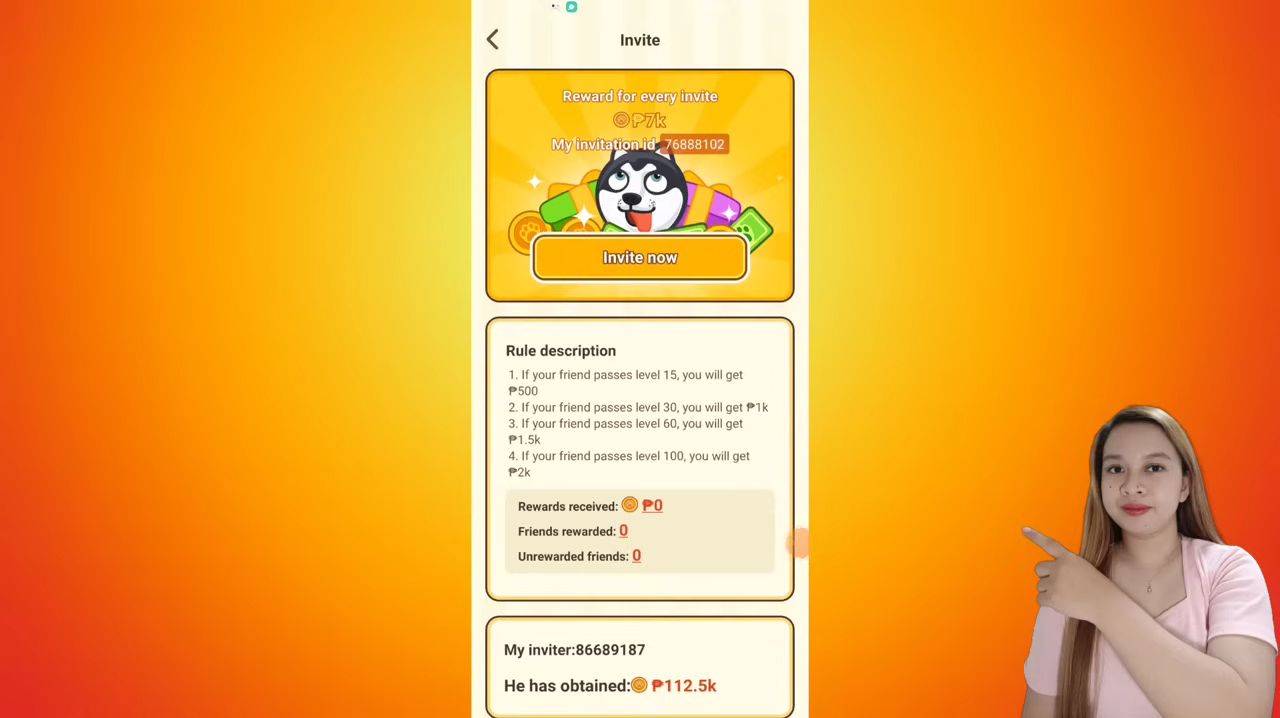 Invite
Reward for every invite
₱7k
My invitation id 76888102
Invite now
Rule description
1. If your friend passes level 15, you will get
₱500
2. If your friend passes level 30, you will get ₱1k
3. If your friend passes level 60, you will get
₱1.5k
4. If your friend passes level 100, you will get
₱2k
Rewards received: ₱0
Friends rewarded: 0
Unrewarded friends: 0
My inviter:86689187
He has obtained: ₱112.5k